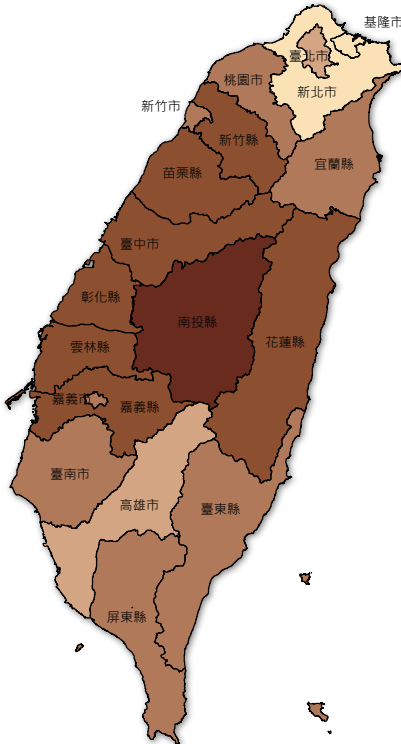 基隆市
臺北市
桃園市
新北市
新竹市
新竹縣
宜蘭縣
苗栗縣
臺中市
彰化縣
南投縣
花蓮縣
雲林縣
嘉義市
嘉義縣
臺南市
高雄市
臺東縣
屏東縣